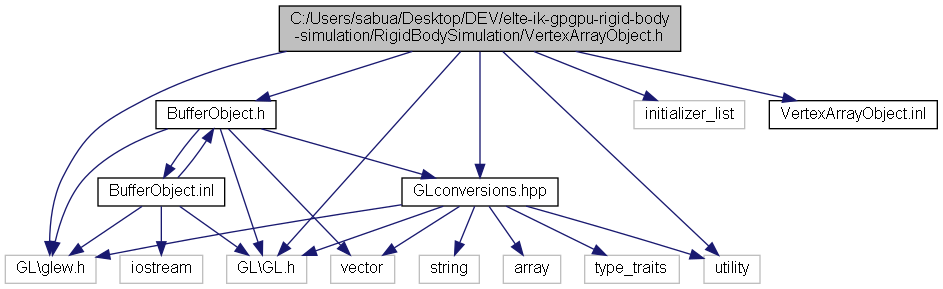 C:/Users/sabua/Desktop/DEV/elte-ik-gpgpu-rigid-body
-simulation/RigidBodySimulation/VertexArrayObject.h
BufferObject.h
initializer_list
VertexArrayObject.inl
BufferObject.inl
GLconversions.hpp
GL\glew.h
iostream
GL\GL.h
vector
string
array
type_traits
utility